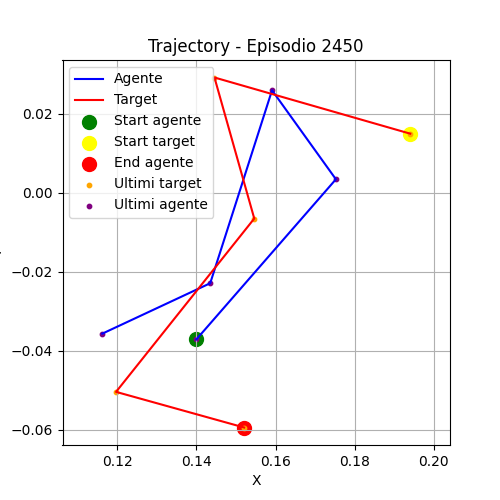 Trajectory - Episodio 2450
Agente
Target
Start agente
Start target
End agente
Ultimi target
Ultimi agente
0.02
0.00
−0.02
−0.04
−0.06
0.12
0.14
0.16
0.18
0.20
X